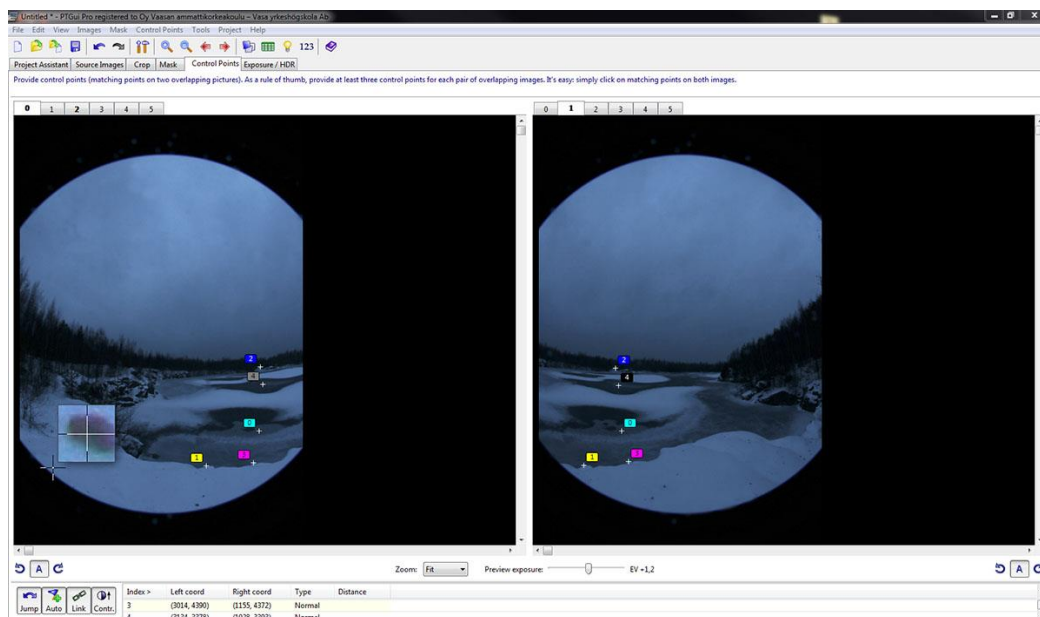 Untitled * - PTGui Pro registered to Oy Vaasan ammattikorkeakoulu – Vasa yrkeshögskola Ab
File Edit View Images Mask Control Points Tools Project Help
123
Project Assistant Source Images Crop Mask Control Points Exposure / HDR
Provide control points (matching points on two overlapping pictures). As a rule of thumb, provide at least three control points for each pair of overlapping images. It's easy: simply click on matching points on both images.
0 1 2 3 4 5 0 1 2 3 4 5
2 2
4 4
0 0
1 3 1 3
A Zoom: Fit Preview exposure: EV +1,2 A
Jump Auto Link Contr.
Index > Left coord Right coord Type Distance
3 (3014, 4390) (1155, 4372) Normal
4 Normal